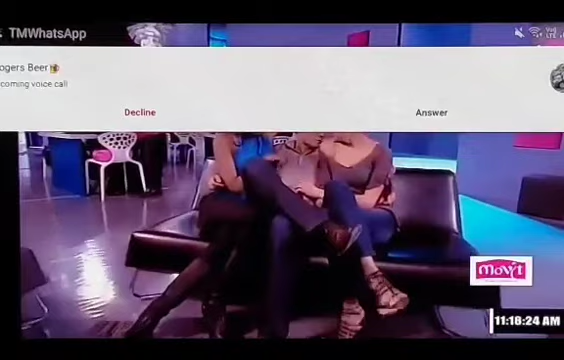 TMWhatsApp
ogers Beer
coming voice call
Decline
Answer
movit
11:18:24 AM